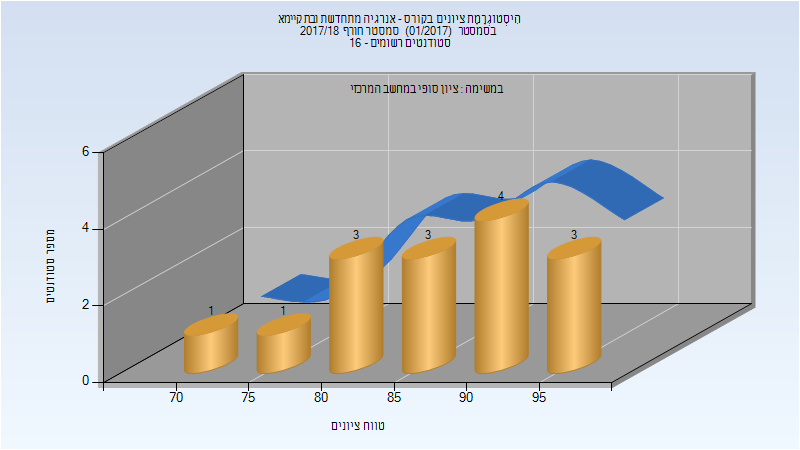 היסטוגרמת ציונים בקורס - אנרגיה מתחדשת ובת קיימא
בסמסטר (01/2017) סמסטר חורף 2017/18
סטודנטים רשומים - 16
במשימה : ציון סופי במחשב המרכזי
מספר סטודנטים
6
4
2
0
1
1
3
3
4
3
70
75
80
85
90
95
טווח ציונים